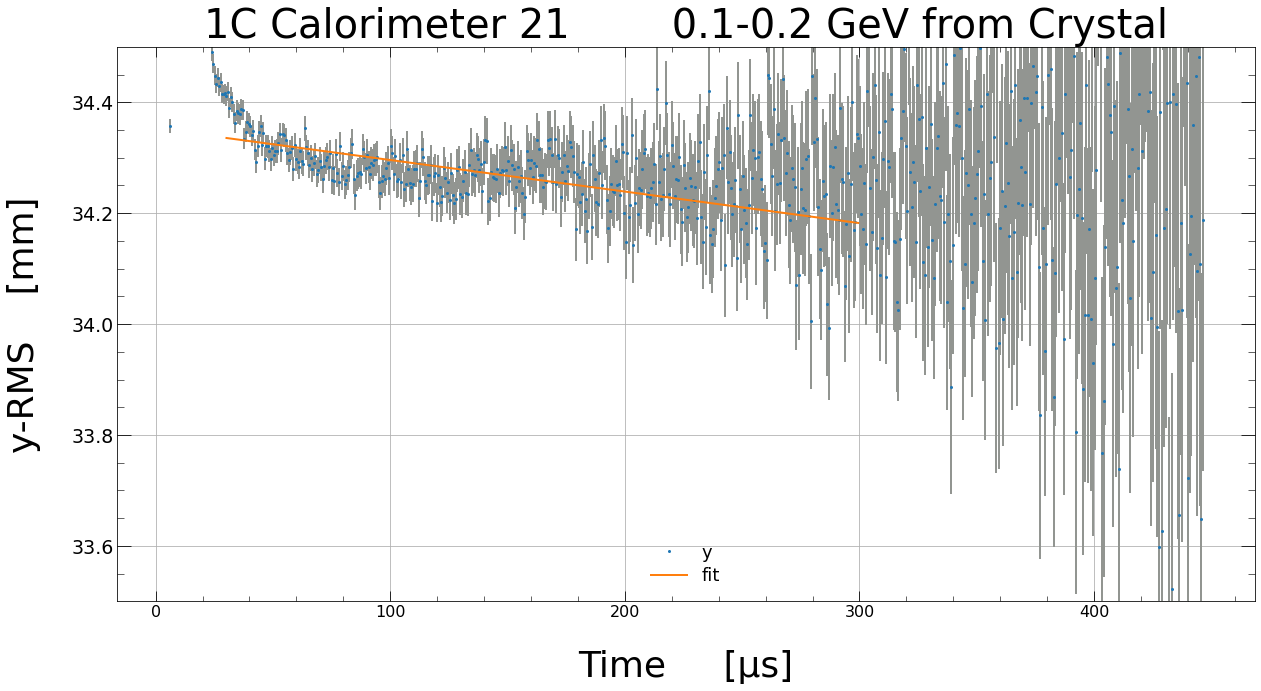 1C Calorimeter 21 0.1-0.2 GeV from Crystal
y-RMS [mm]
34.4
34.2
34.0
33.8
33.6
y
fit
0 100 200 300 400
Time [µs]